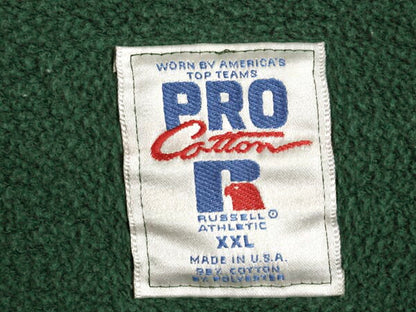 WORN BY AMERICA'S
TOP TEAMS
PRO
Cotton
R
RUSSELL®
ATHLETIC
XXL
MADE IN U.S.A.
COTTON
POLYESTER